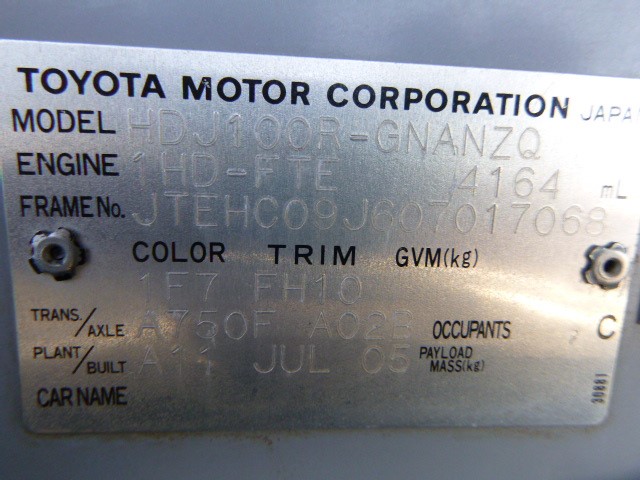 TOYOTA MOTOR CORPORATION JAPAN
MODEL HDJ100R-GNANZQ
ENGINE 1HD-FTE 4164 mL
FRAME No. JTEHC09J607017068
COLOR TRIM GVM(kg)
1F7 FH10
TRANS./AXLE A750F A02B OCCUPANTS C
PLANT/BUILT A11 JUL 05 PAYLOAD MASS(kg)
CAR NAME
30881